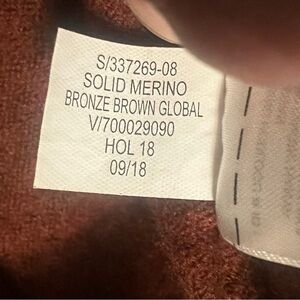 S/337269-08
SOLID MERINO
BRONZE BROWN GLOBAL
V/700029090
HOL 18
09/18